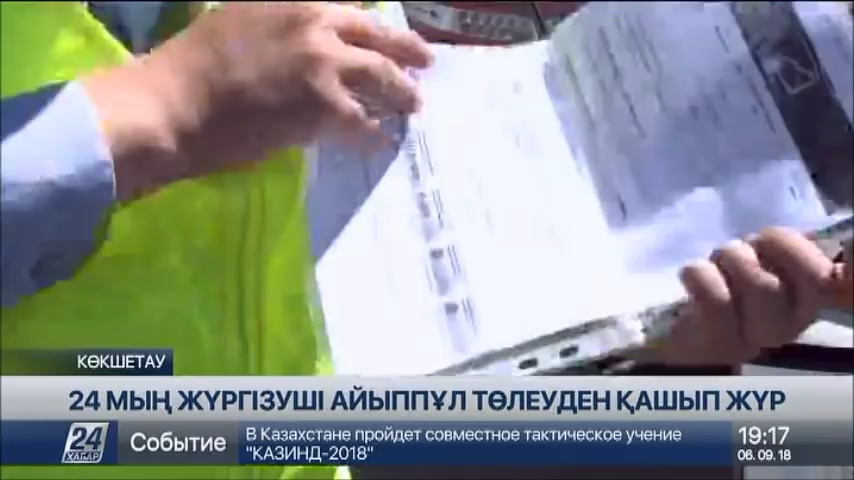 КӨКШЕТАУ
24 МЫҢ ЖҮРГІЗУШІ АЙЫППҰЛ ТӨЛЕУДЕН ҚАШЫП ЖҮР
24
ХАБАР
Событие
В Казахстане пройдет совместное тактическое учение
"КАЗИНД-2018"
19:17
06.09.18